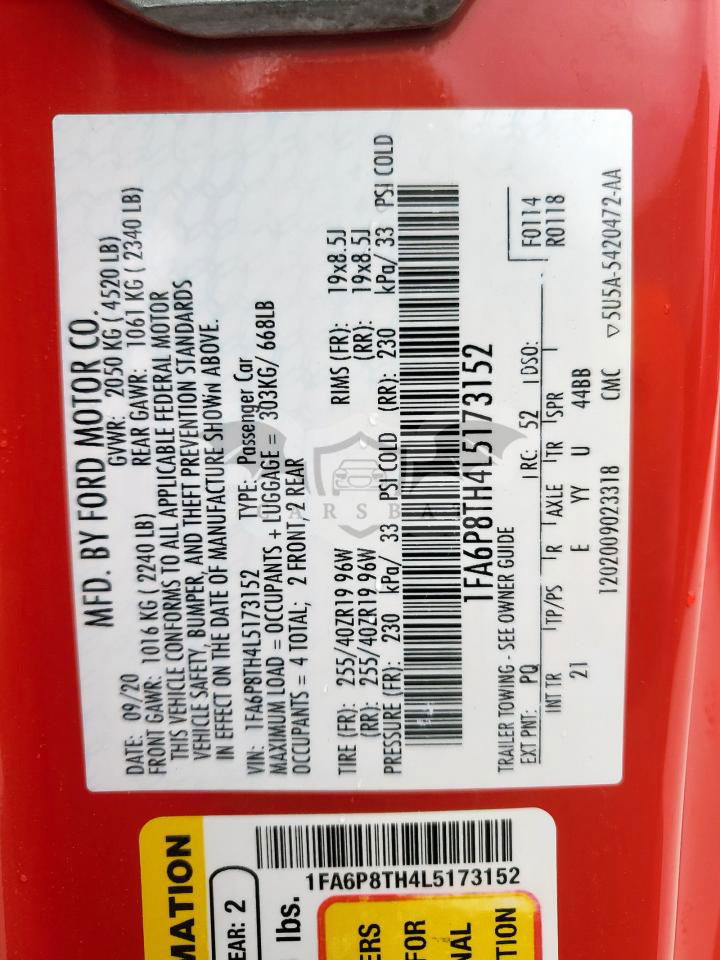 MFD. BY FORD MOTOR CO.
DATE: 09/20 GVWR: 2050 KG ( 4520 LB)
FRONT GAWR: 1016 KG ( 2240 LB) REAR GAWR: 1061 KG ( 2340 LB)
THIS VEHICLE CONFORMS TO ALL APPLICABLE FEDERAL MOTOR
VEHICLE SAFETY, BUMPER, AND THEFT PREVENTION STANDARDS
IN EFFECT ON THE DATE OF MANUFACTURE SHOWN ABOVE.
VIN: 1FA6P8TH4L5173152 TYPE: Passenger Car
MAXIMUM LOAD = OCCUPANTS + LUGGAGE = 303KG/ 668LB
OCCUPANTS = 4 TOTAL; 2 FRONT, 2 REAR
TIRE (FR): 255/40ZR19 96W RIMS (FR): 19x8.5J
(RR): 255/40ZR19 96W (RR): 19x8.5J
PRESSURE (FR): 230 kPa/ 33 PSI COLD (RR): 230 kPa/ 33 PSI COLD
1FA6P8TH4L5173152
TRAILER TOWING - SEE OWNER GUIDE
EXT PNT: PQ RC: 52 DSO: F0114
R0118
INT TR TP/PS R AXLE TR SPR
21 E YY U 44BB
1202009023318 CMC ▽5U5A-5420472-AA
CARSBA
MATION
EAR: 2
1FA6P8TH4L5173152
lbs.
ERS
FOR
NAL
TION